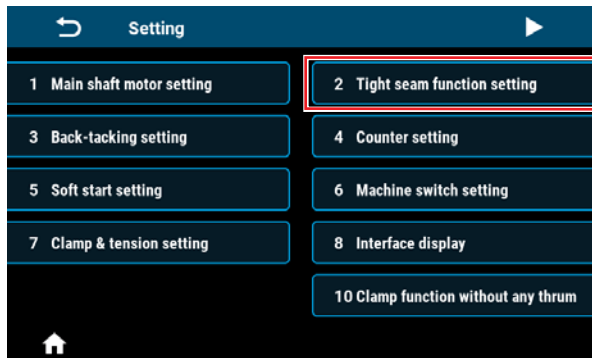 Setting
1 Main shaft motor setting
2 Tight seam function setting
3 Back-tacking setting
4 Counter setting
5 Soft start setting
6 Machine switch setting
7 Clamp & tension setting
8 Interface display
10 Clamp function without any thrum